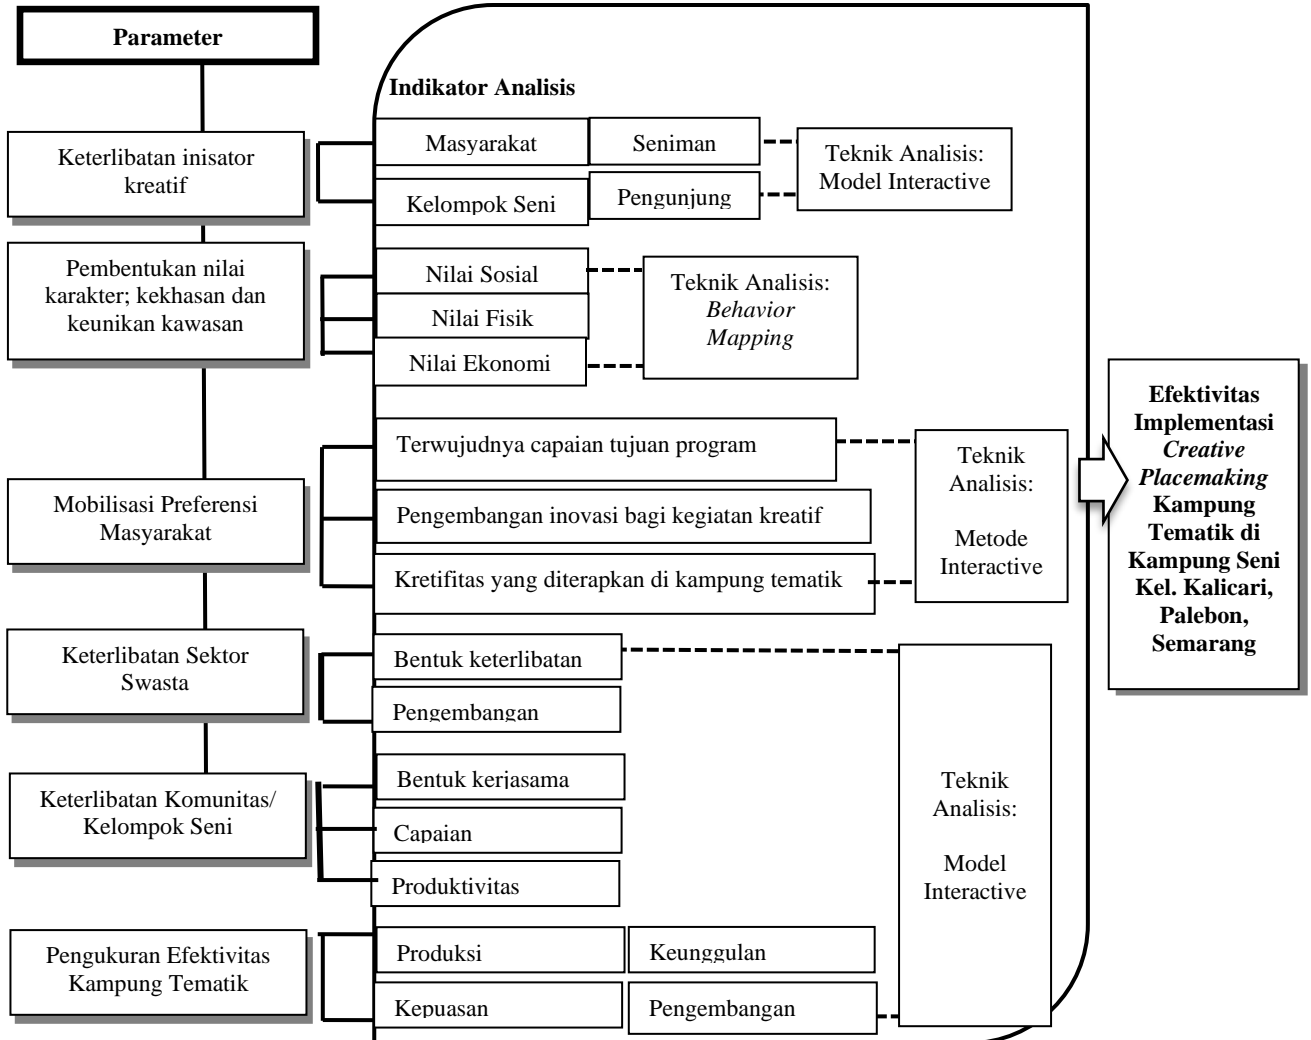 Parameter
Indikator Analisis
Keterlibatan inisator
kreatif
Masyarakat
Seniman
Kelompok Seni
Pengunjung
Teknik Analisis:
Model Interactive
Pembentukan nilai
karakter; kekhasan dan
keunikan kawasan
Nilai Sosial
Nilai Fisik
Nilai Ekonomi
Teknik Analisis:
Behavior
Mapping
Mobilisasi Preferensi
Masyarakat
Terwujudnya capaian tujuan program
Pengembangan inovasi bagi kegiatan kreatif
Kretifitas yang diterapkan di kampung tematik
Teknik
Analisis:
Metode
Interactive
Keterlibatan Sektor
Swasta
Bentuk keterlibatan
Pengembangan
Keterlibatan Komunitas/
Kelompok Seni
Bentuk kerjasama
Capaian
Produktivitas
Pengukuran Efektivitas
Kampung Tematik
Produksi
Keunggulan
Kepuasan
Pengembangan
Teknik
Analisis:
Model
Interactive
Efektivitas
Implementasi
Creative
Placemaking
Kampung
Tematik di
Kampung Seni
Kel. Kalicari,
Palebon,
Semarang